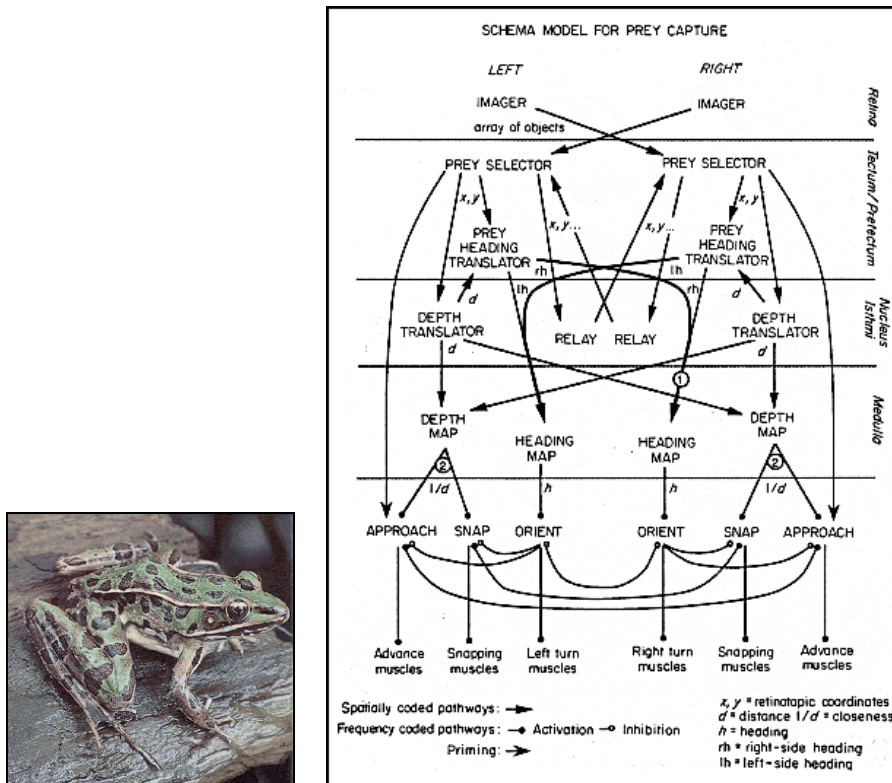 SCHEMA MODEL FOR PREY CAPTURE
LEFT RIGHT
IMAGER IMAGER
array of objects
Retina
PREY SELECTOR PREY SELECTOR
x, y x, y... x, y... x, y
PREY HEADING TRANSLATOR PREY HEADING TRANSLATOR
Tectum/Pretectum
rh lh
lh rh
d d
DEPTH TRANSLATOR RELAY RELAY DEPTH TRANSLATOR
d d
Nucleus Isthmi
1
DEPTH MAP HEADING MAP HEADING MAP DEPTH MAP
Medulla
2 2
1/d h h 1/d
APPROACH SNAP ORIENT ORIENT SNAP APPROACH
Advance muscles Snapping muscles Left turn muscles Right turn muscles Snapping muscles Advance muscles
Spatially coded pathways:
Frequency coded pathways: Activation Inhibition
Priming:
x, y = retinatapic coordinates
d = distance 1/d = closeness
h = heading
rh = right-side heading
lh = left-side heading